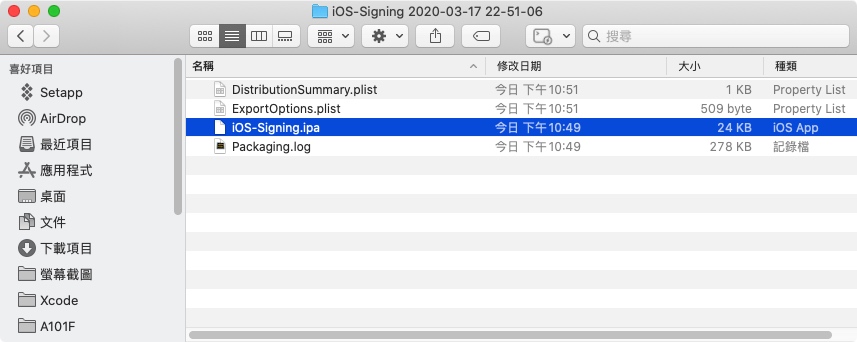 iOS-Signing 2020-03-17 22-51-06
搜尋
喜好項目
Setapp
AirDrop
最近項目
應用程式
桌面
文件
下載項目
螢幕截圖
Xcode
A101F
名稱 修改日期 大小 種類
DistributionSummary.plist 今日 下午10:51 1 KB Property List
ExportOptions.plist 今日 下午10:51 509 byte Property List
iOS-Signing.ipa 今日 下午10:49 24 KB iOS App
Packaging.log 今日 下午10:49 278 KB 記錄檔